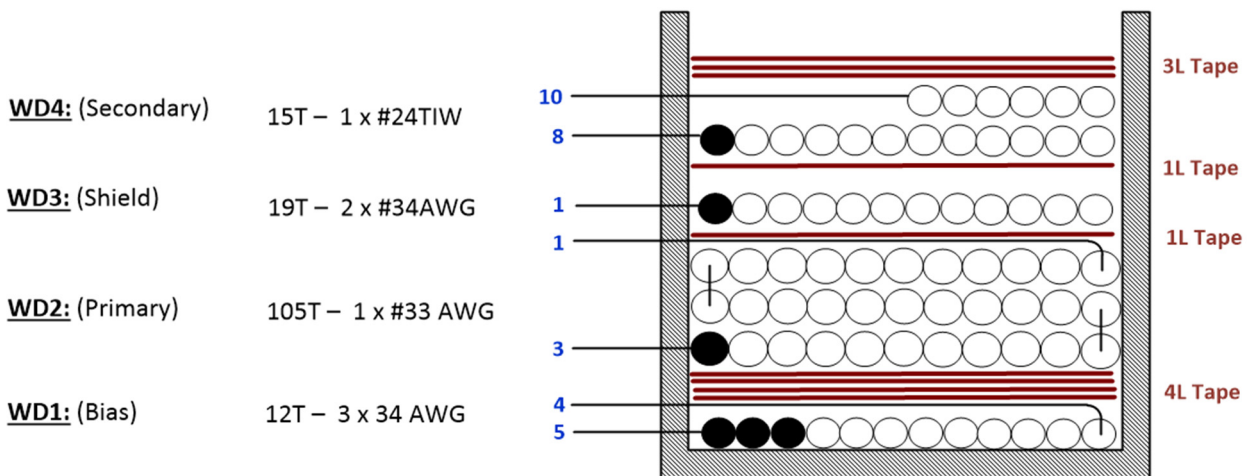 3L Tape
WD4: (Secondary) 15T – 1 x #24TIW 10
8
1L Tape
WD3: (Shield) 19T – 2 x #34AWG 1
1 1L Tape
WD2: (Primary) 105T – 1 x #33 AWG
3
4L Tape
WD1: (Bias) 12T – 3 x 34 AWG 4
5